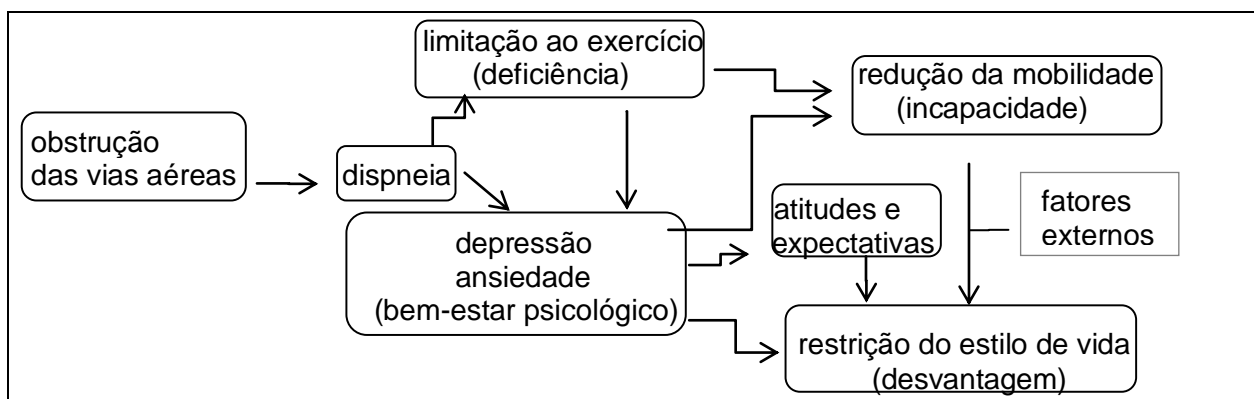 obstrução
das vias aéreas
dispneia
limitação ao exercício
(deficiência)
depressão
ansiedade
(bem-estar psicológico)
redução da mobilidade
(incapacidade)
atitudes e
expectativas
fatores
externos
restrição do estilo de vida
(desvantagem)